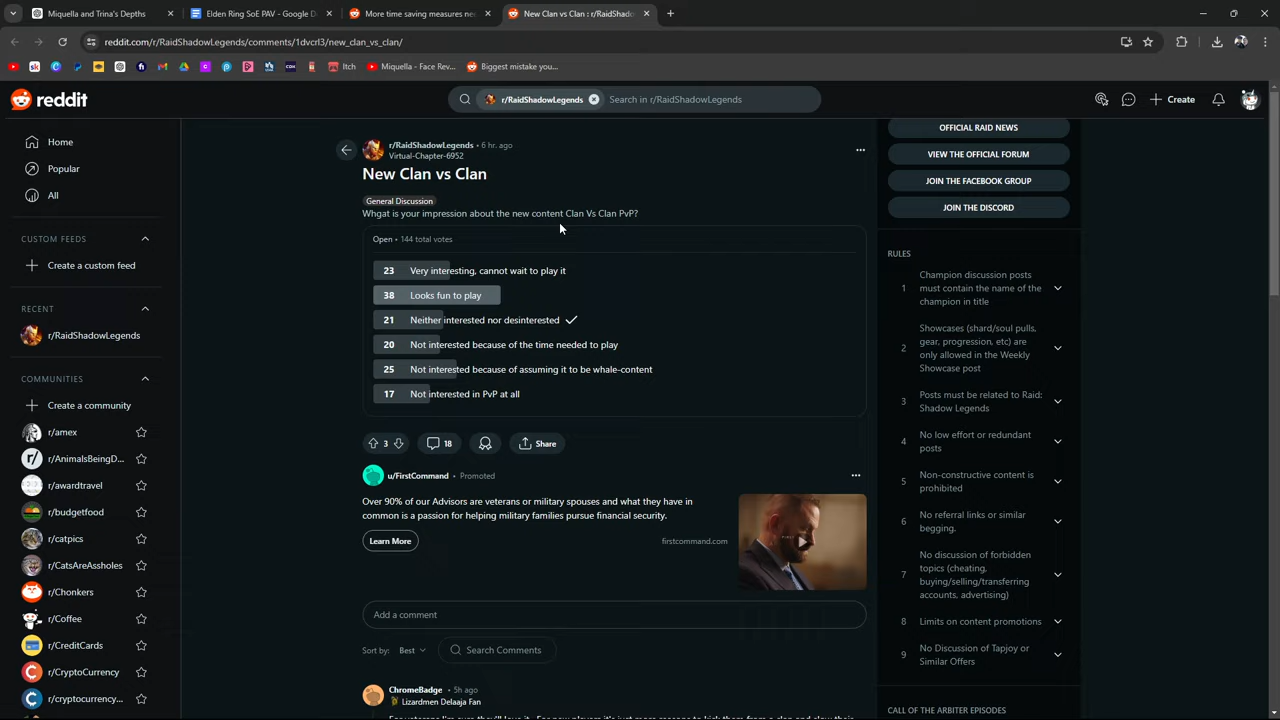 Miquella and Trina's Depths
Elden Ring SoE PAV - Google D
More time saving measures ne
New Clan vs Clan : r/RaidShado
reddit.com/r/RaidShadowLegends/comments/1dvcrl3/new_clan_vs_clan/
Itch
Miquella - Face Rev...
Biggest mistake you...
reddit
r/RaidShadowLegends
Search in r/RaidShadowLegends
Create
Home
Popular
All
CUSTOM FEEDS
Create a custom feed
RECENT
r/RaidShadowLegends
COMMUNITIES
Create a community
r/amex
r/AnimalsBeingD...
r/awardtravel
r/budgetfood
r/catpics
r/CatsAreAssholes
r/Chonkers
r/Coffee
r/CreditCards
r/CryptoCurrency
r/cryptocurrency...
r/RaidShadowLegends • 6 hr. ago
Virtual-Chapter-6952
New Clan vs Clan
General Discussion
Whgat is your impression about the new content Clan Vs Clan PvP?
Open • 144 total votes
23 Very interesting, cannot wait to play it
38 Looks fun to play
21 Neither interested nor desinterested
20 Not interested because of the time needed to play
25 Not interested because of assuming it to be whale-content
17 Not interested in PvP at all
3
18
Share
u/FirstCommand • Promoted
Over 90% of our Advisors are veterans or military spouses and what they have in
common is a passion for helping military families pursue financial security.
Learn More
firstcommand.com
Add a comment
Sort by: Best
Search Comments
ChromeBadge • 5h ago
Lizardmen Delaaja Fan
OFFICIAL RAID NEWS
VIEW THE OFFICIAL FORUM
JOIN THE FACEBOOK GROUP
JOIN THE DISCORD
RULES
1 Champion discussion posts
must contain the name of the
champion in title
2 Showcases (shard/soul pulls,
gear, progression, etc) are
only allowed in the Weekly
Showcase post
3 Posts must be related to Raid:
Shadow Legends
4 No low effort or redundant
posts
5 Non-constructive content is
prohibited
6 No referral links or similar
begging.
7 No discussion of forbidden
topics (cheating,
buying/selling/transferring
accounts, advertising)
8 Limits on content promotions
9 No Discussion of Tapjoy or
Similar Offers
CALL OF THE ARBITER EPISODES